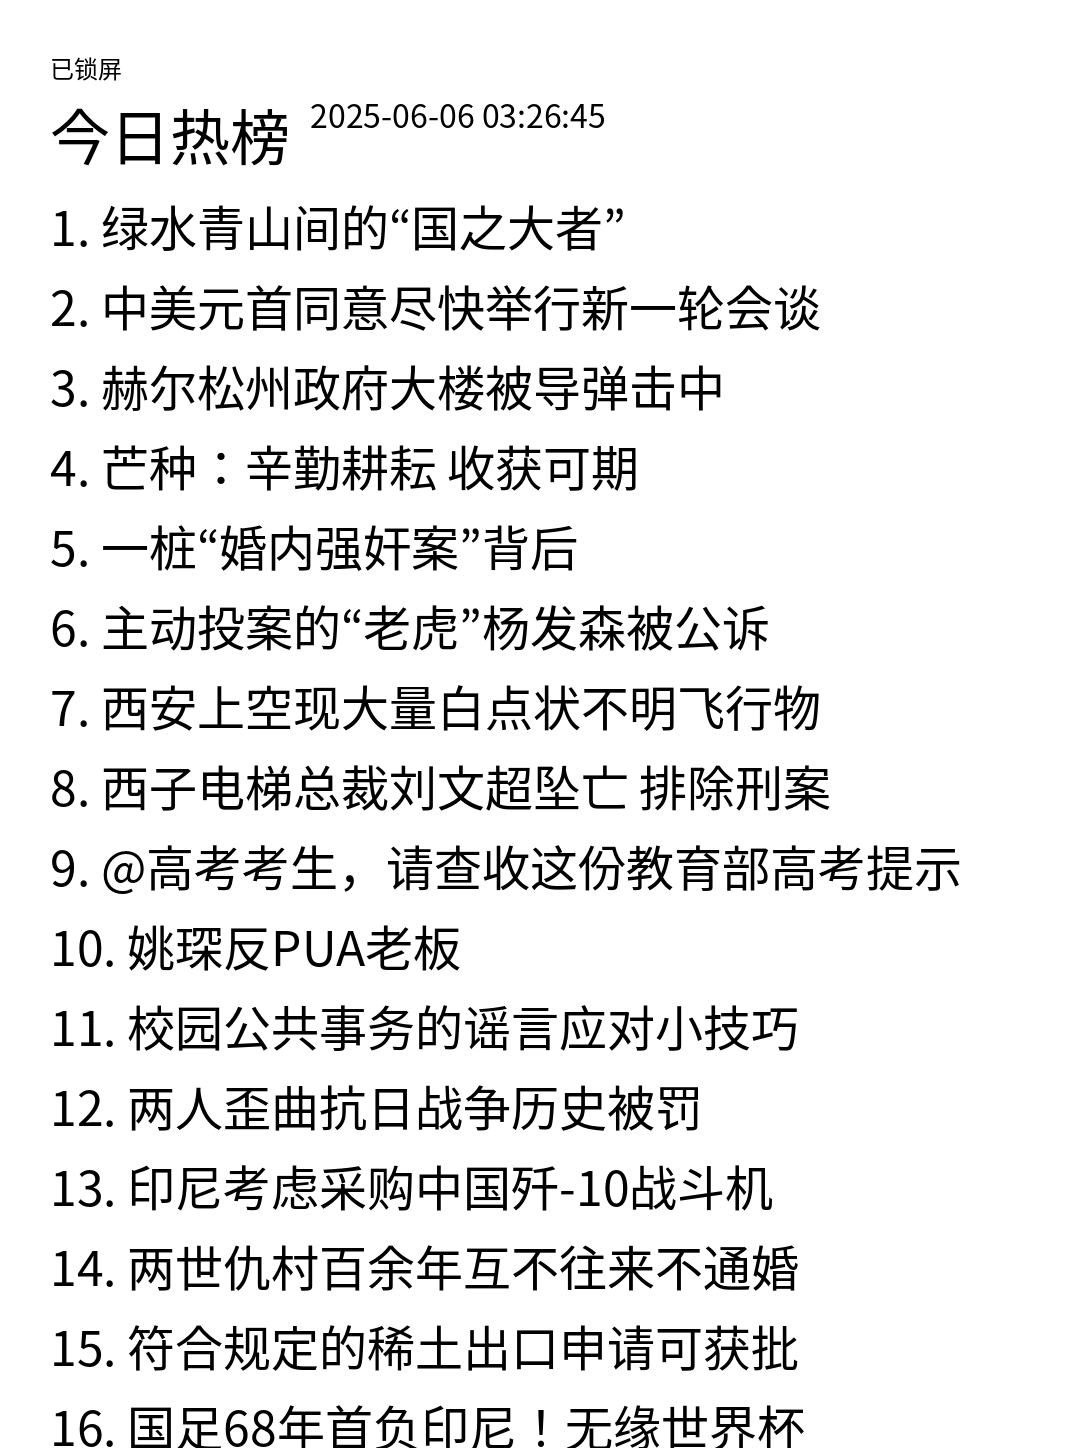 已锁屏
今日热榜 2025-06-06 03:26:45
1. 绿水青山间的“国之大者”
2. 中美元首同意尽快举行新一轮会谈
3. 赫尔松州政府大楼被导弹击中
4. 芒种：辛勤耕耘 收获可期
5. 一桩“婚内强奸案”背后
6. 主动投案的“老虎”杨发森被公诉
7. 西安上空现大量白点状不明飞行物
8. 西子电梯总裁刘文超坠亡 排除刑案
9. @高考考生，请查收这份教育部高考提示
10. 姚琛反PUA老板
11. 校园公共事务的谣言应对小技巧
12. 两人歪曲抗日战争历史被罚
13. 印尼考虑采购中国歼-10战斗机
14. 两世仇村百余年互不往来不通婚
15. 符合规定的稀土出口申请可获批
16. 国足68年首负印尼！无缘世界杯